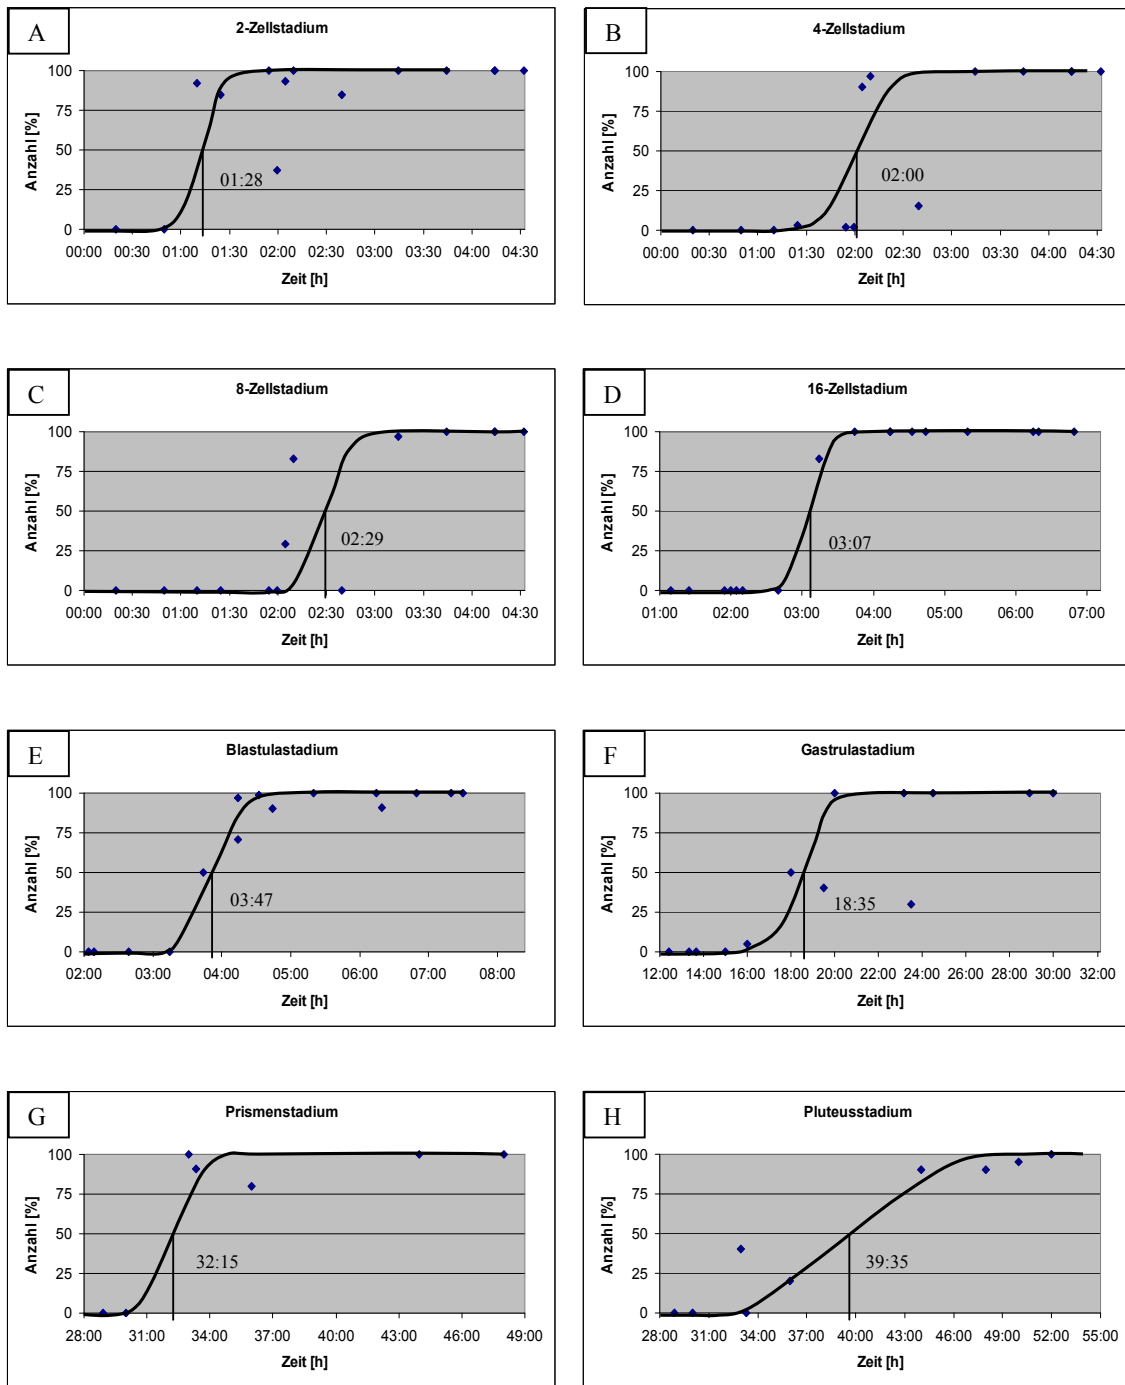 A
2-Zellstadium
Anzahl [%]
100
75
50
25
0
01:28
00:00 00:30 01:00 01:30 02:00 02:30 03:00 03:30 04:00 04:30
Zeit [h]
B
4-Zellstadium
Anzahl [%]
100
75
50
25
0
02:00
00:00 00:30 01:00 01:30 02:00 02:30 03:00 03:30 04:00 04:30
Zeit [h]
C
8-Zellstadium
Anzahl [%]
100
75
50
25
0
02:29
00:00 00:30 01:00 01:30 02:00 02:30 03:00 03:30 04:00 04:30
Zeit [h]
D
16-Zellstadium
Anzahl [%]
100
75
50
25
0
03:07
01:00 02:00 03:00 04:00 05:00 06:00 07:00
Zeit [h]
E
Blastulastadium
Anzahl [%]
100
75
50
25
0
03:47
02:00 03:00 04:00 05:00 06:00 07:00 08:00
Zeit [h]
F
Gastrulastadium
Anzahl [%]
100
75
50
25
0
18:35
12:00 14:00 16:00 18:00 20:00 22:00 24:00 26:00 28:00 30:00 32:00
Zeit [h]
G
Prismenstadium
Anzahl [%]
100
75
50
25
0
32:15
28:00 31:00 34:00 37:00 40:00 43:00 46:00 49:00
Zeit [h]
H
Pluteusstadium
Anzahl [%]
100
75
50
25
0
39:35
28:00 31:00 34:00 37:00 40:00 43:00 46:00 49:00 52:00 55:00
Zeit [h]